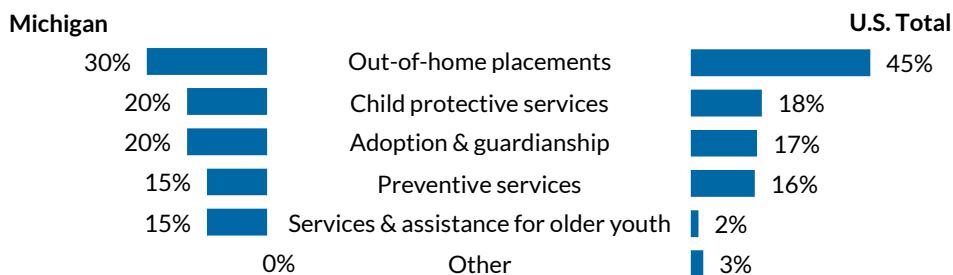 Michigan U.S. Total
30% Out-of-home placements 45%
20% Child protective services 18%
20% Adoption & guardianship 17%
15% Preventive services 16%
15% Services & assistance for older youth 2%
0% Other 3%